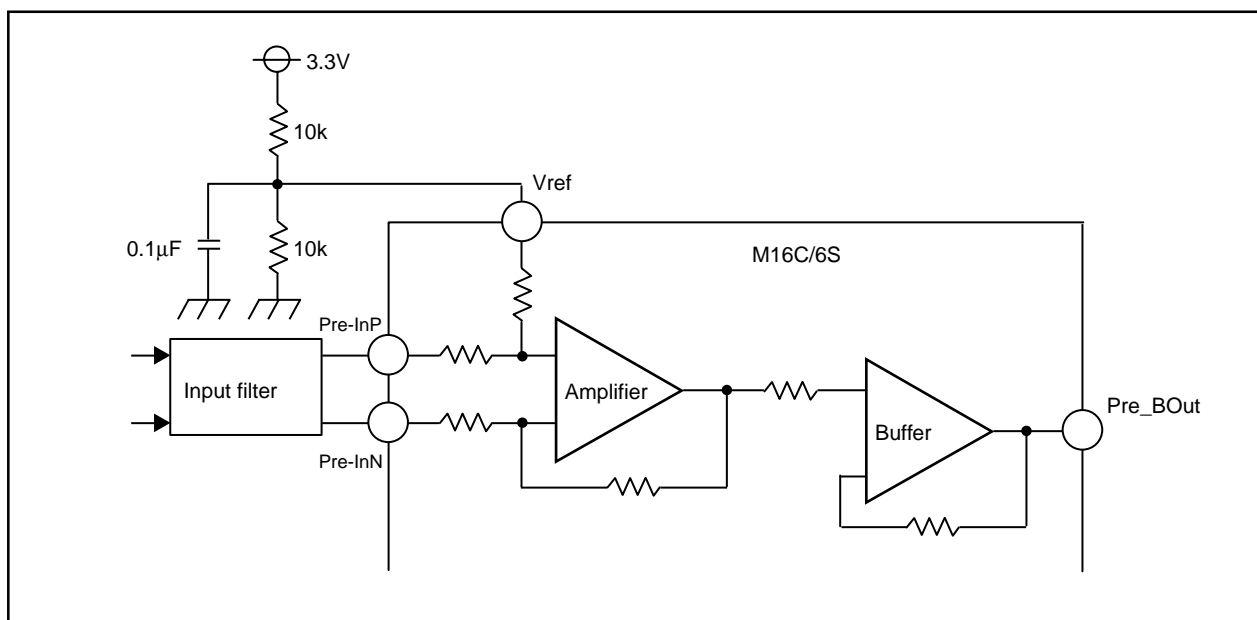 3.3V
10k
Vref
0.1μF
10k
M16C/6S
Pre-InP
Input filter
Amplifier
Pre_BOut
Buffer
Pre-InN